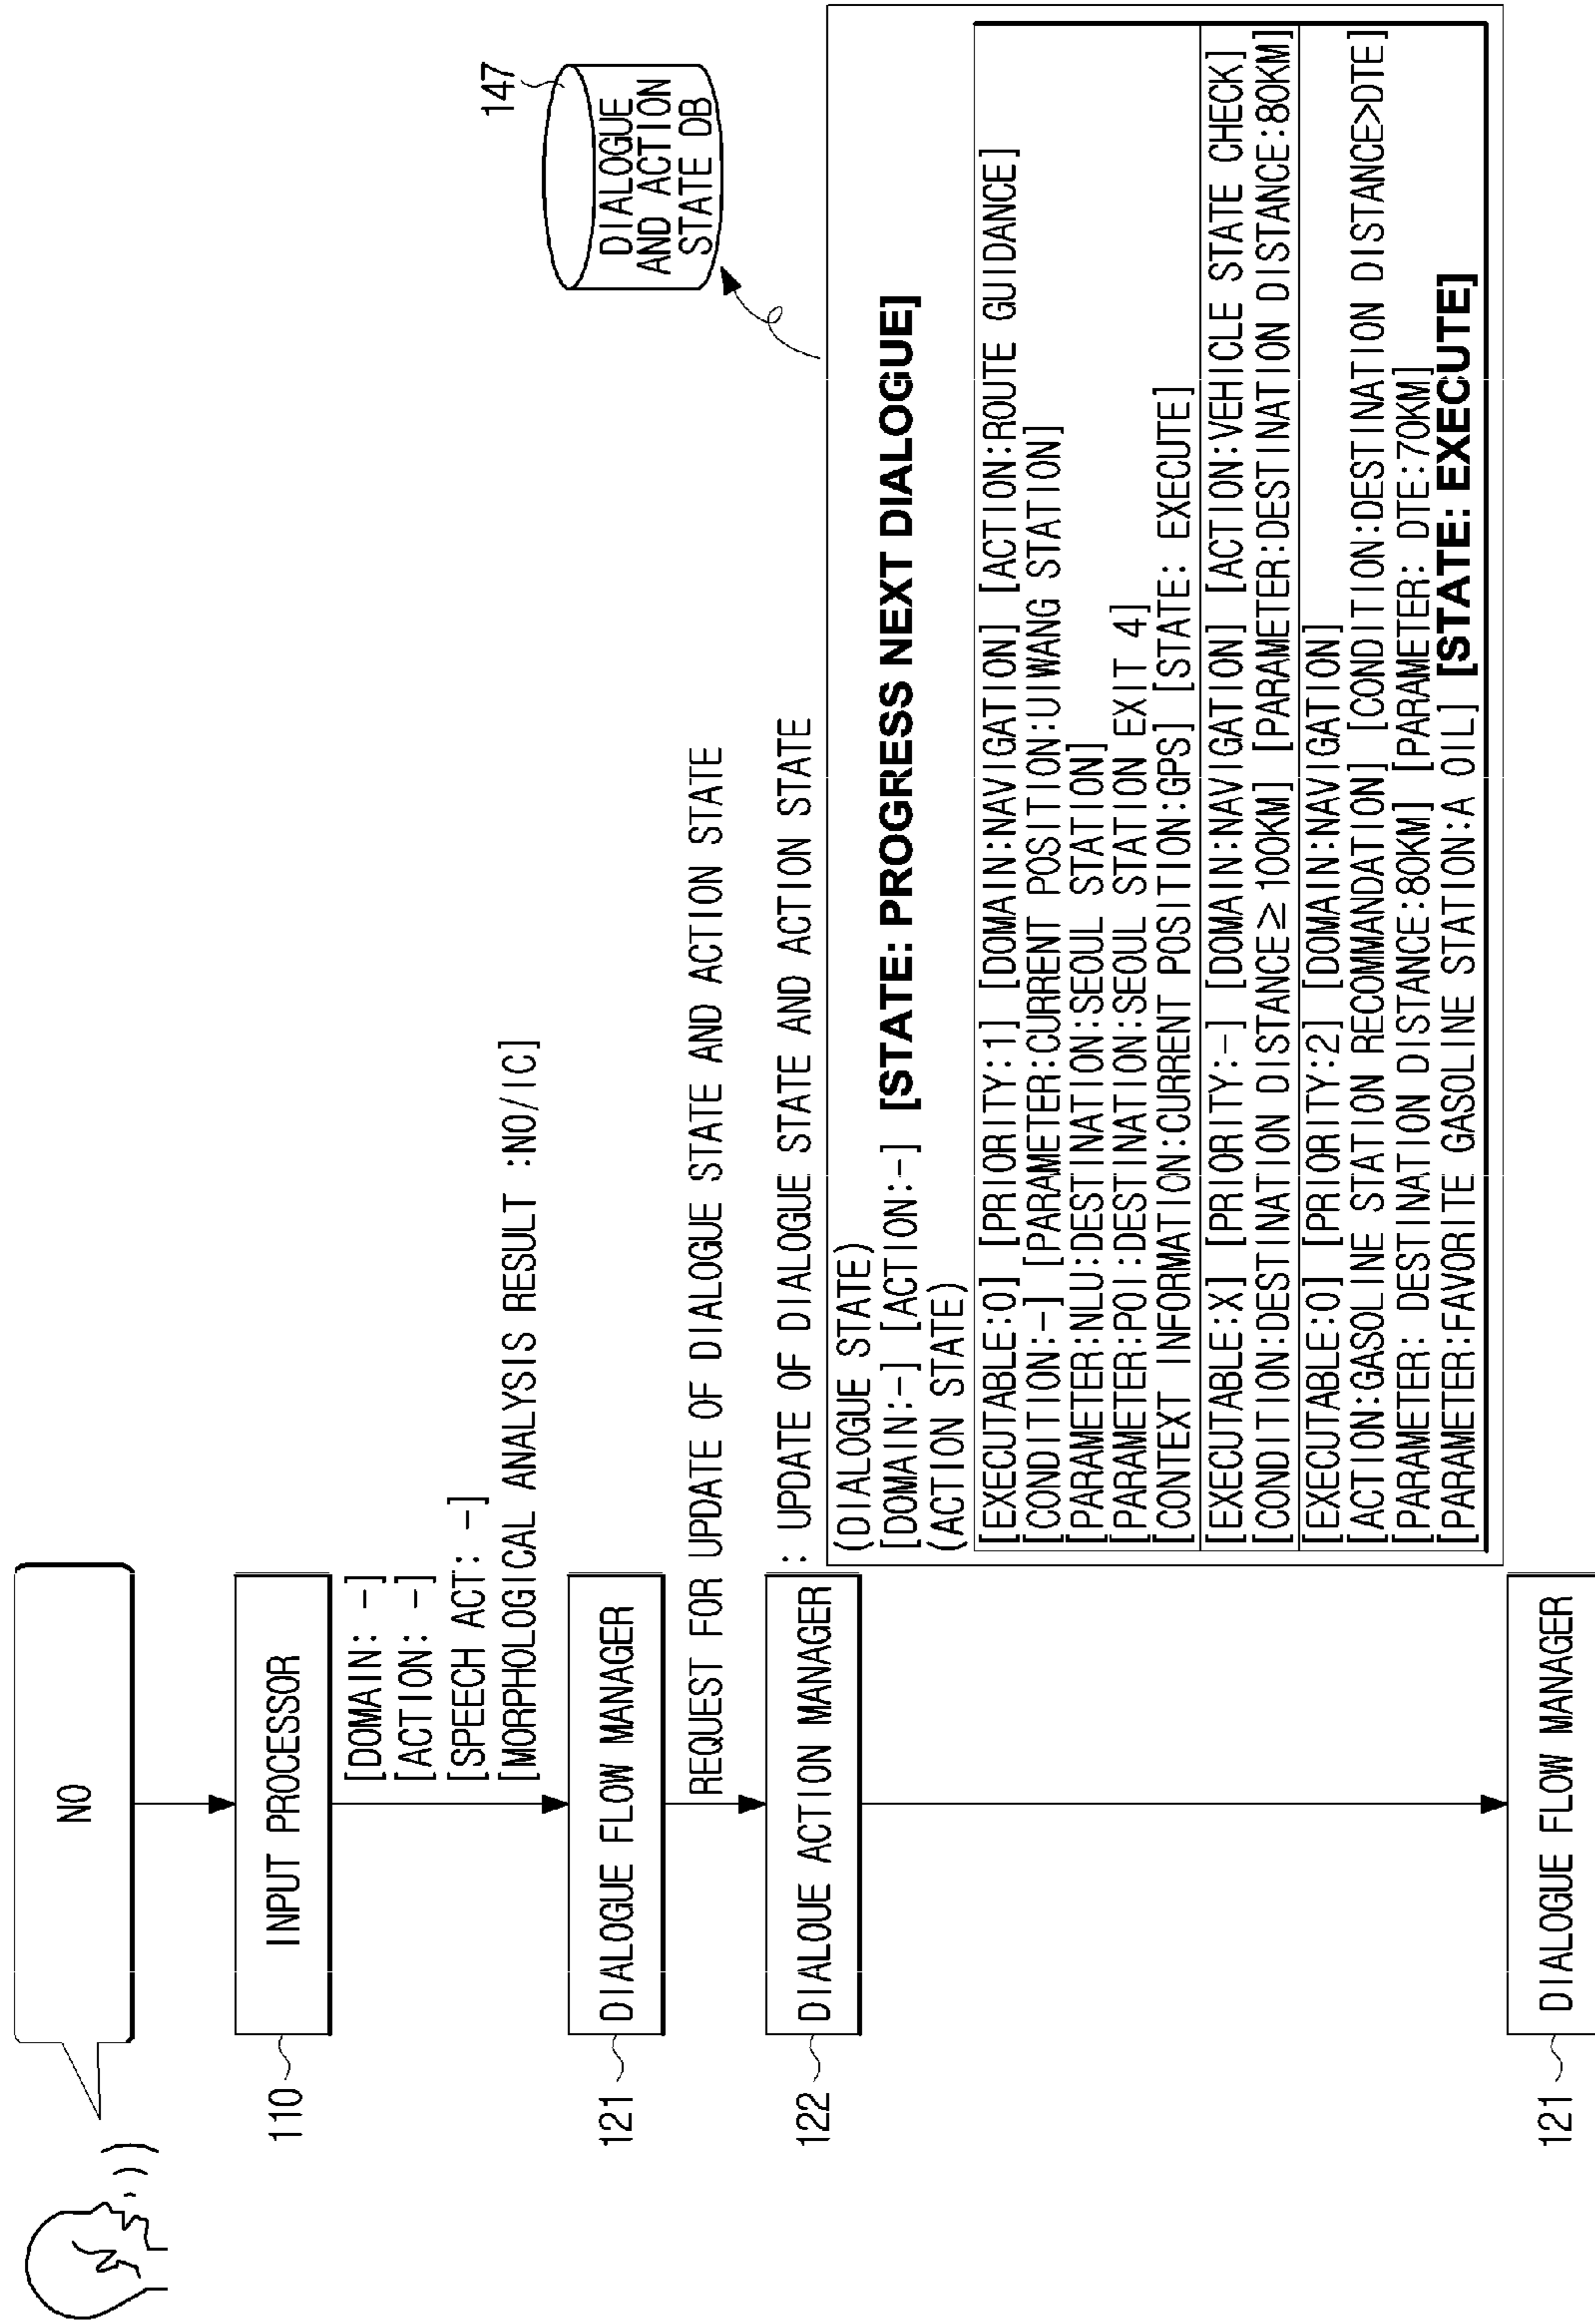 NO
110
INPUT PROCESSOR
[DOMAIN: -]
[ACTION: -]
[SPEECH ACT: -]
[MORPHOLOGICAL ANALYSIS RESULT :NO/IC]
121
DIALOGUE FLOW MANAGER
REQUEST FOR UPDATE OF DIALOGUE STATE AND ACTION STATE
122
DIALOUE ACTION MANAGER
: UPDATE OF DIALOGUE STATE AND ACTION STATE
147
DIALOGUE
AND ACTION
STATE DB
(DIALOGUE STATE)
[DOMAIN:-] [ACTION:-] [STATE: PROGRESS NEXT DIALOGUE]
(ACTION STATE)
[EXECUTABLE:O] [PRIORITY:1] [DOMAIN:NAVIGATION] [ACTION:ROUTE GUIDANCE]
[CONDITION:-] [PARAMETER:CURRENT POSITION:UIWANG STATION]
[PARAMETER:NLU:DESTINATION:SEOUL STATION]
PARAMETER:POI:DESTINATION:SEOUL STATION EXIT 4]
CONTEXT INFORMATION:CURRENT POSITION:GPS] [STATE: EXECUTE]
[EXECUTABLE:X] [PRIORITY:-] [DOMAIN:NAVIGATION] [ACTION:VEHICLE STATE CHECK]
[CONDITION:DESTINATION DISTANCE≥100KM] [PARAMETER:DESTINATION DISTANCE:80KM]
[EXECUTABLE:O] [PRIORITY:2] [DOMAIN:NAVIGATION]
[ACTION:GASOLINE STATION RECOMMANDATION] [CONDITION:DESTINATION DISTANCE>DTE]
[PARAMETER: DESTINATION DISTANCE:80KM] [PARAMETER: DTE:70KM]
[PARAMETER:FAVORITE GASOLINE STATION:A OIL] [STATE: EXECUTE]
121
DIALOGUE FLOW MANAGER